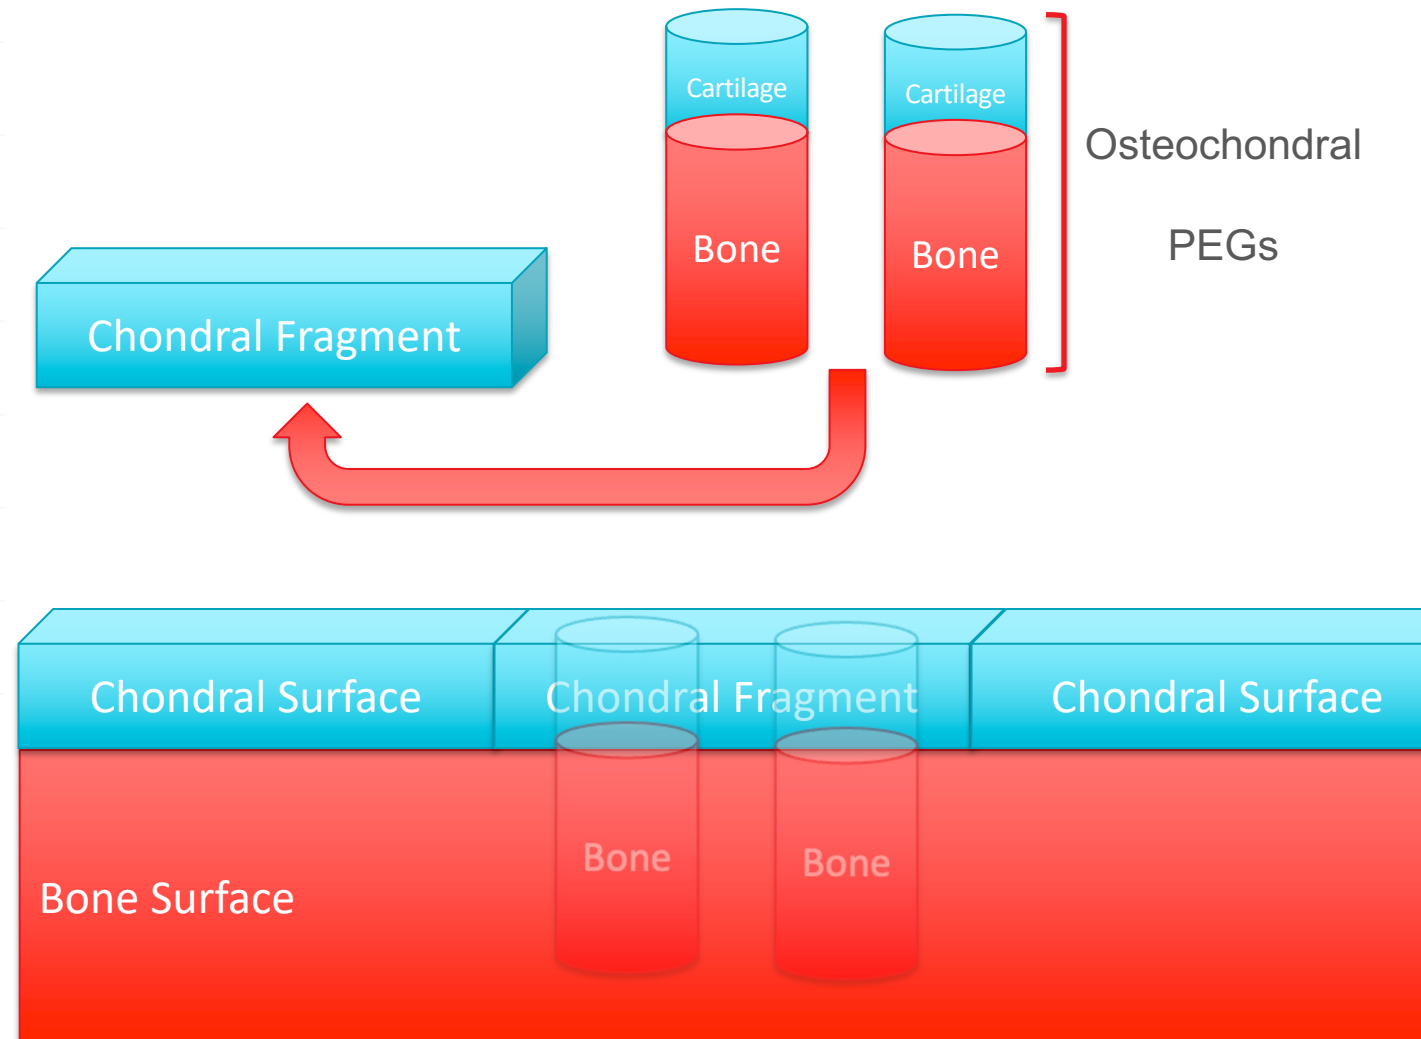 Cartilage
Cartilage
Osteochondral
PEGs
Bone
Bone
Chondral Fragment
Chondral Surface
Chondral Fragment
Chondral Surface
Bone
Bone
Bone Surface